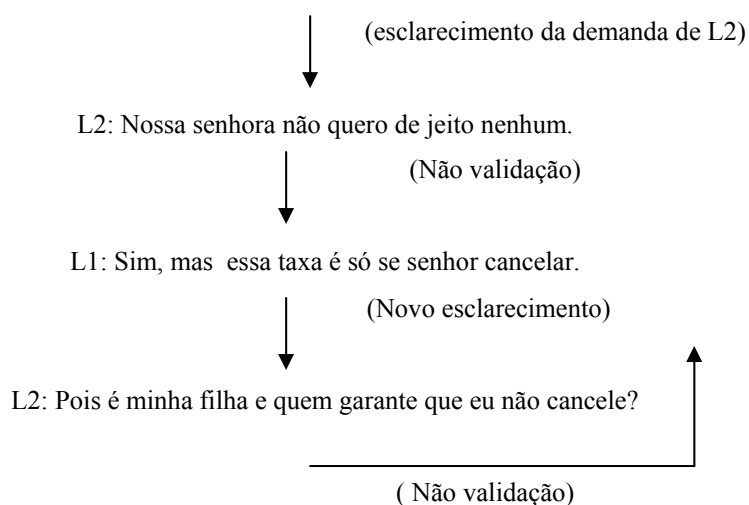 (esclarecimento da demanda de L2)
L2: Nossa senhora não quero de jeito nenhum.
(Não validação)
L1: Sim, mas  essa taxa é só se senhor cancelar.
(Novo esclarecimento)
L2: Pois é minha filha e quem garante que eu não cancele?
( Não validação)